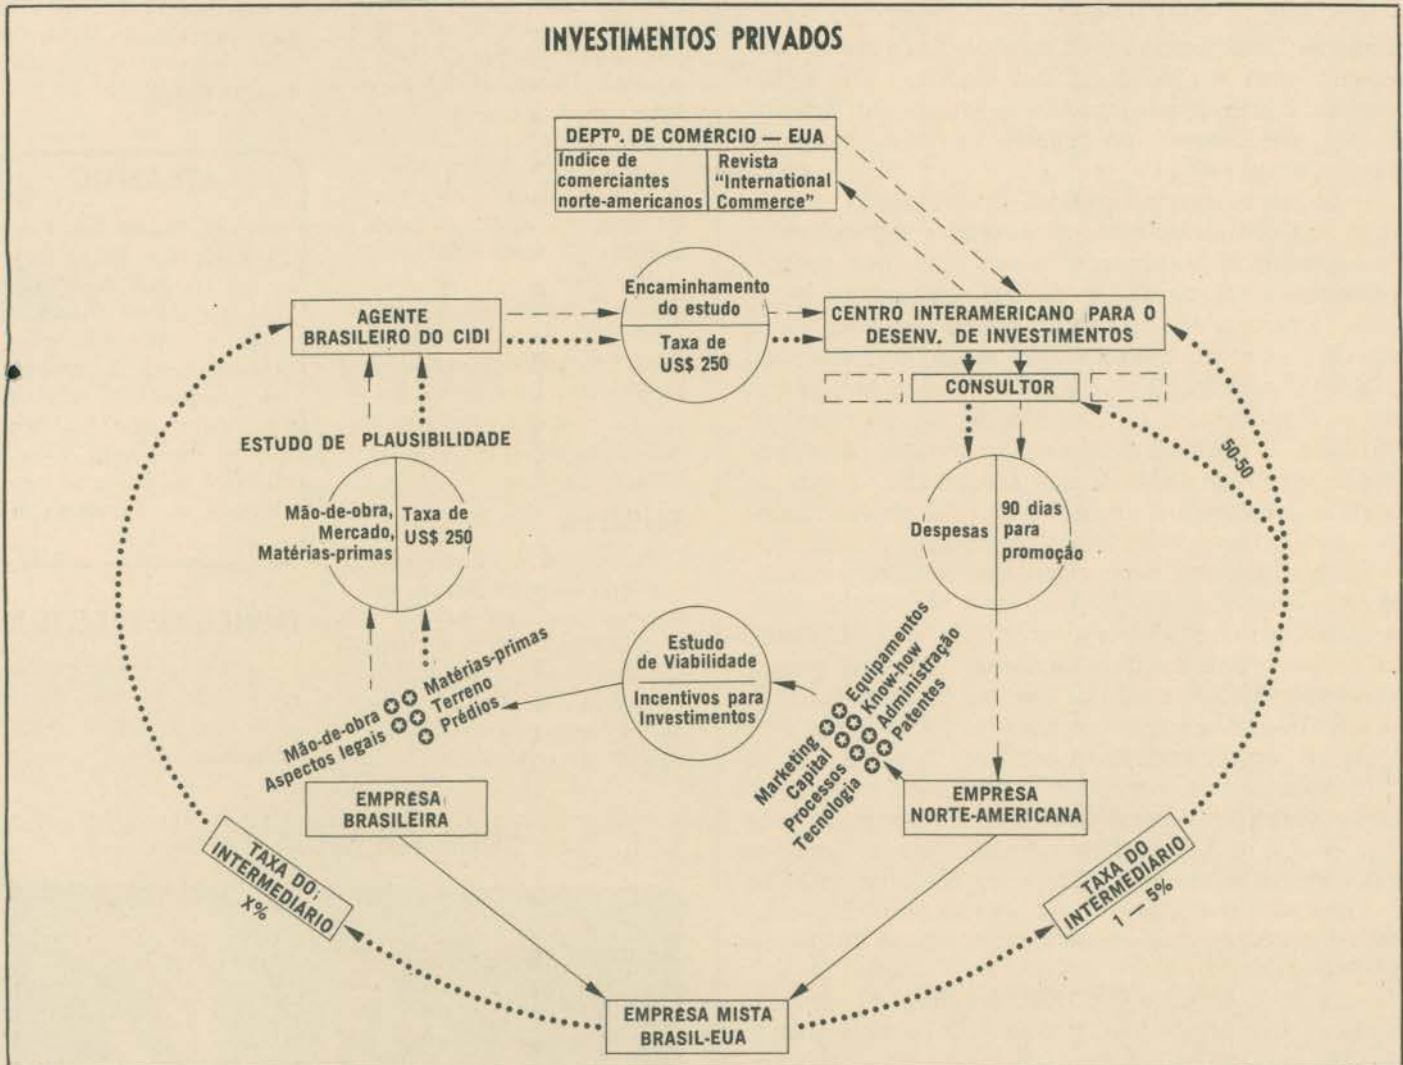 INVESTIMENTOS PRIVADOS
DEPTº. DE COMÉRCIO — EUA
Índice de
comerciantes
norte-americanos
Revista
"International
Commerce"
AGENTE
BRASILEIRO DO CIDI
Encaminhamento
do estudo
Taxa de
US$ 250
CENTRO INTERAMERICANO PARA O
DESENV. DE INVESTIMENTOS
CONSULTOR
ESTUDO DE PLAUSIBILIDADE
Mão-de-obra,
Mercado,
Matérias-primas
Taxa de
US$ 250
Despesas
90 dias
para
promoção
50-50
Mão-de-obra ✪✪ Matérias-primas
Aspectos legais ✪✪ Terreno
✪ Prédios
Estudo
de Viabilidade
Incentivos para
Investimentos
Marketing ✪✪ Equipamentos
Capital ✪✪ Know-how
Processos ✪✪ Administração
Tecnologia ✪✪ Patentes
EMPRESA
BRASILEIRA
EMPRESA
NORTE-AMERICANA
TAXA DO
INTERMEDIÁRIO
X%
TAXA DO
INTERMEDIÁRIO
1 — 5%
EMPRESA MISTA
BRASIL-EUA